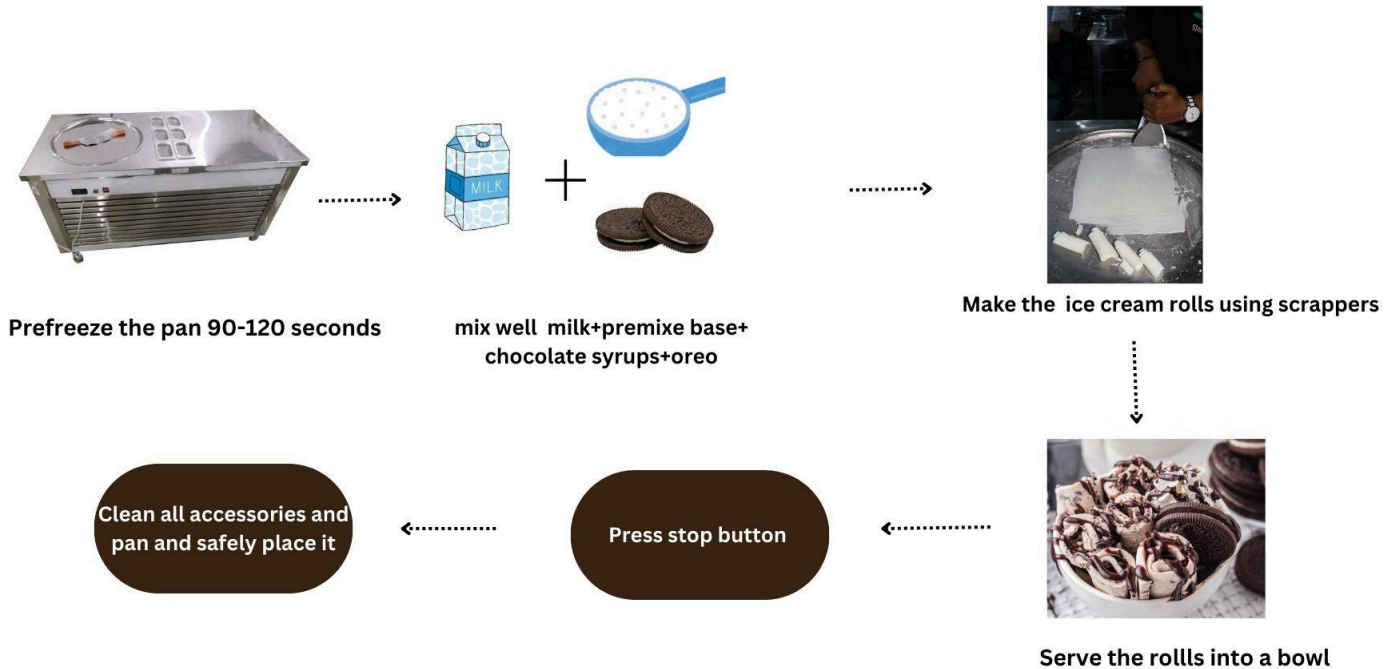 MILK
Prefreeze the pan 90-120 seconds
mix well milk+premixe base+
chocolate syrups+oreo
Make the ice cream rolls using scrappers
Serve the rollls into a bowl
Press stop button
Clean all accessories and
pan and safely place it